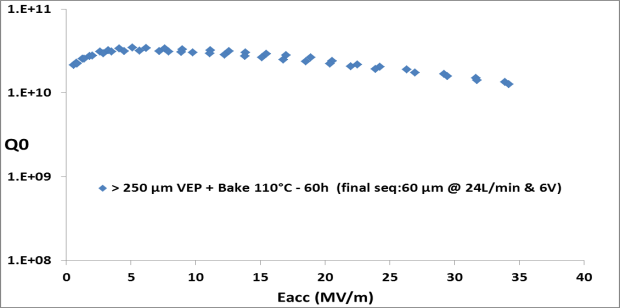 1.E+11
1.E+10
Q0
1.E+09
> 250 µm VEP + Bake 110°C - 60h (final seq:60 µm @ 24L/min & 6V)
1.E+08
0 5 10 15 20 25 30 35 40
Eacc (MV/m)